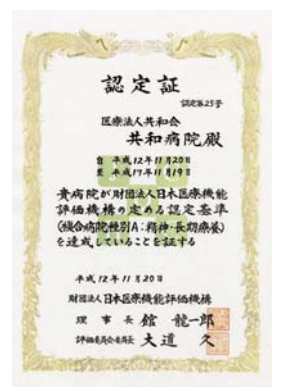 認定証
認定第25号
医療法人共和会
共和病院殿
自 平成12年11月20日
至 平成17年11月19日
貴病院が財団法人日本医療機能
評価機構の定める認定基準
(複合病院種別A:精神・長期療養)
を達成していることを証する
平成12年11月20日
財団法人日本医療機能評価機構
理事長 舘 龍一郎
評価委員会委員長 大道 久